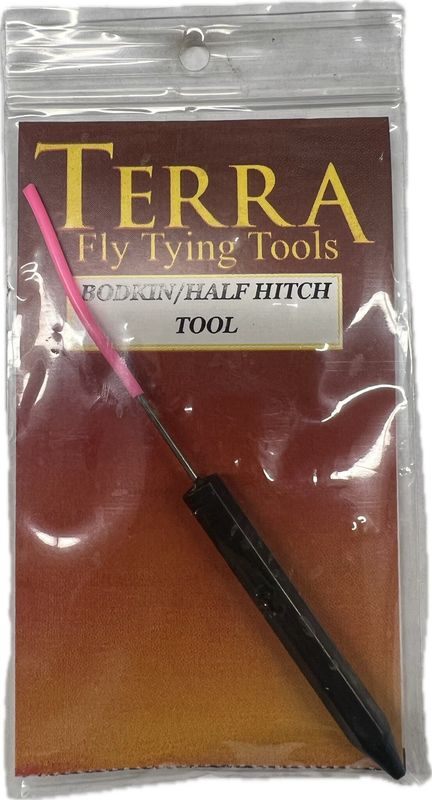 TERRA
Fly Tying Tools
BODKIN/HALF HITCH
TOOL